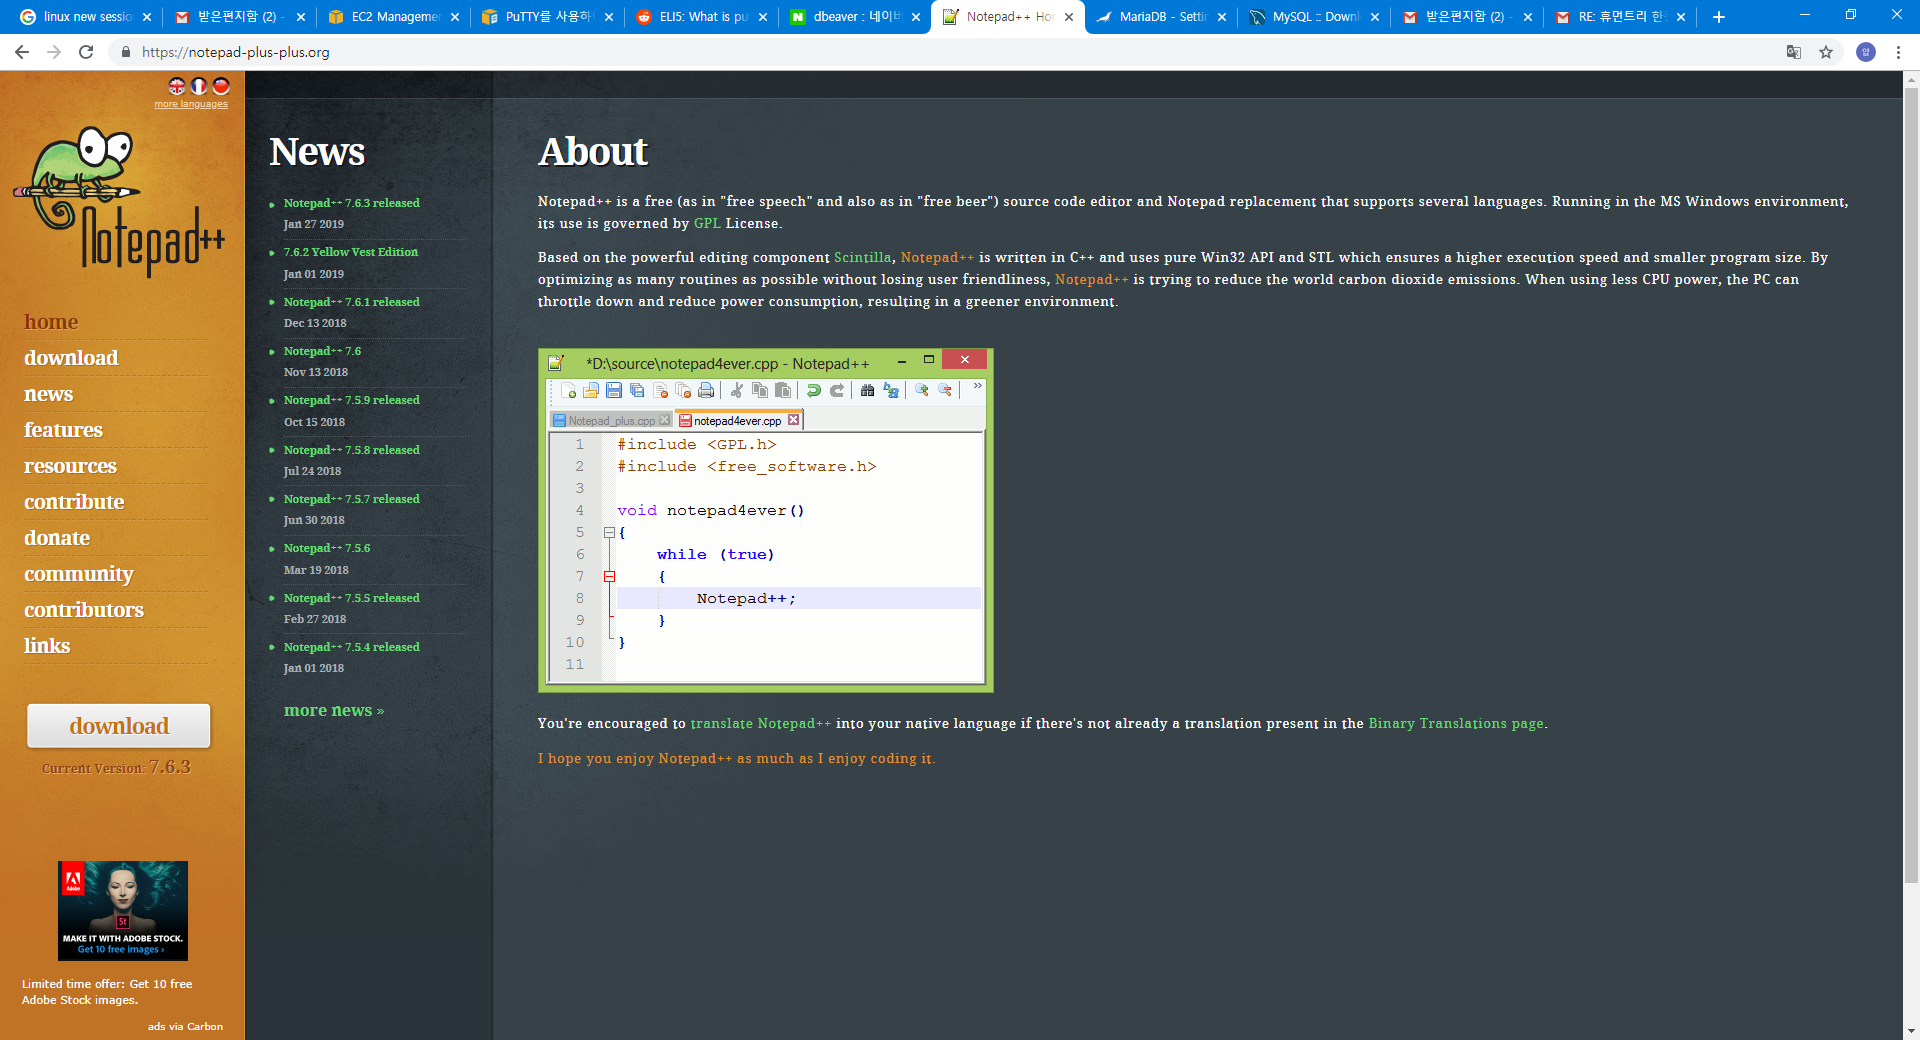 linux new sessio
받은편지함 (2) -
EC2 Manageme
PuTTY를 사용하
ELI5: What is pu
dbeaver : 네이버
Notepad++ Ho
MariaDB - Settin
MySQL :: Downl
받은편지함 (2) -
RE: 휴먼트리 한
https://notepad-plus-plus.org
more languages
Notepad++
home
download
news
features
resources
contribute
donate
community
contributors
links
download
Current Version: 7.6.3
Adobe
St
MAKE IT WITH ADOBE STOCK.
Get 10 free images ›
Limited time offer: Get 10 free
Adobe Stock images.
ads via Carbon
News
Notepad++ 7.6.3 released
Jan 27 2019
7.6.2 Yellow Vest Edition
Jan 01 2019
Notepad++ 7.6.1 released
Dec 13 2018
Notepad++ 7.6
Nov 13 2018
Notepad++ 7.5.9 released
Oct 15 2018
Notepad++ 7.5.8 released
Jul 24 2018
Notepad++ 7.5.7 released
Jun 30 2018
Notepad++ 7.5.6
Mar 19 2018
Notepad++ 7.5.5 released
Feb 27 2018
Notepad++ 7.5.4 released
Jan 01 2018
more news »
About
Notepad++ is a free (as in "free speech" and also as in "free beer") source code editor and Notepad replacement that supports several languages. Running in the MS Windows environment,
its use is governed by GPL License.
Based on the powerful editing component Scintilla, Notepad++ is written in C++ and uses pure Win32 API and STL which ensures a higher execution speed and smaller program size. By
optimizing as many routines as possible without losing user friendliness, Notepad++ is trying to reduce the world carbon dioxide emissions. When using less CPU power, the PC can
throttle down and reduce power consumption, resulting in a greener environment.
*D:\source\notepad4ever.cpp - Notepad++
Notepad_plus.cpp
notepad4ever.cpp
1 #include <GPL.h>
2 #include <free_software.h>
3
4 void notepad4ever()
5 {
6 while (true)
7 {
8 Notepad++;
9 }
10 }
11
You're encouraged to translate Notepad++ into your native language if there's not already a translation present in the Binary Translations page.
I hope you enjoy Notepad++ as much as I enjoy coding it.